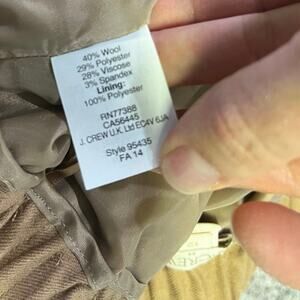 40% Wool
29% Polyester
28% Viscose
3% Spandex
Lining:
100% Polyester
RN77388
CA56445
J. CREW U.K. Ltd EC4V 6JA
Style 95435
FA 14